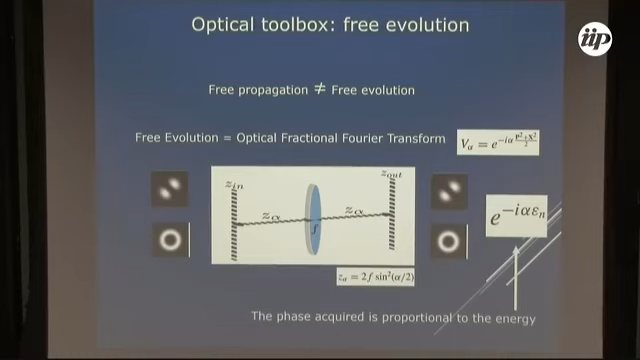 Optical toolbox: free evolution
iip
Free propagation ≠ Free evolution
Free Evolution = Optical Fractional Fourier Transform
V_α = e^{-iα (P²+X²)/2}
z_in
z_out
z_α
z_α
f
e^{-iαε_n}
z_α = 2f sin²(α/2)
The phase acquired is proportional to the energy